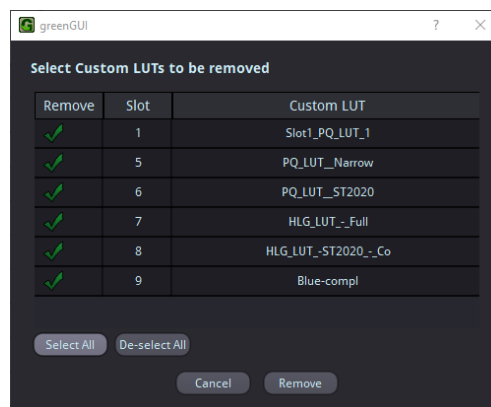 greenGUI ?
Select Custom LUTs to be removed
Remove Slot Custom LUT
1 Slot1_PQ_LUT_1
5 PQ_LUT__Narrow
6 PQ_LUT__ST2020
7 HLG_LUT_-_Full
8 HLG_LUT_-ST2020_-_Co
9 Blue-compl
Select All De-select All
Cancel Remove